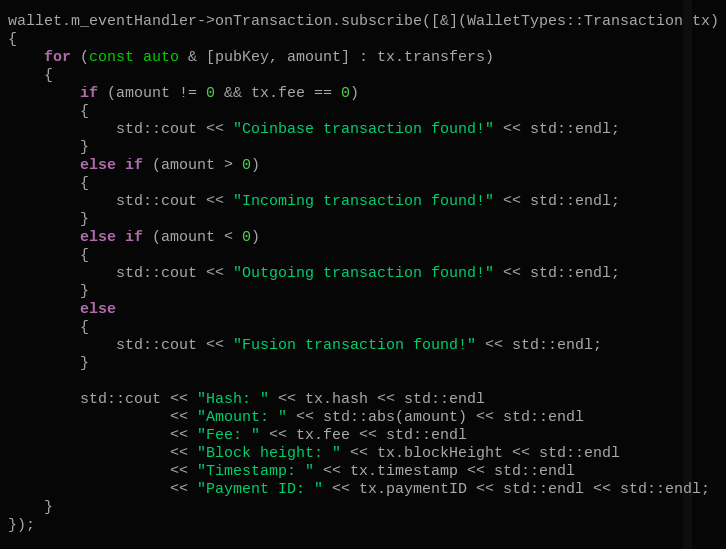 wallet.m_eventHandler->onTransaction.subscribe([&](WalletTypes::Transaction tx)
{
    for (const auto & [pubKey, amount] : tx.transfers)
    {
        if (amount != 0 && tx.fee == 0)
        {
            std::cout << "Coinbase transaction found!" << std::endl;
        }
        else if (amount > 0)
        {
            std::cout << "Incoming transaction found!" << std::endl;
        }
        else if (amount < 0)
        {
            std::cout << "Outgoing transaction found!" << std::endl;
        }
        else
        {
            std::cout << "Fusion transaction found!" << std::endl;
        }

        std::cout << "Hash: " << tx.hash << std::endl
                  << "Amount: " << std::abs(amount) << std::endl
                  << "Fee: " << tx.fee << std::endl
                  << "Block height: " << tx.blockHeight << std::endl
                  << "Timestamp: " << tx.timestamp << std::endl
                  << "Payment ID: " << tx.paymentID << std::endl << std::endl;
    }
});